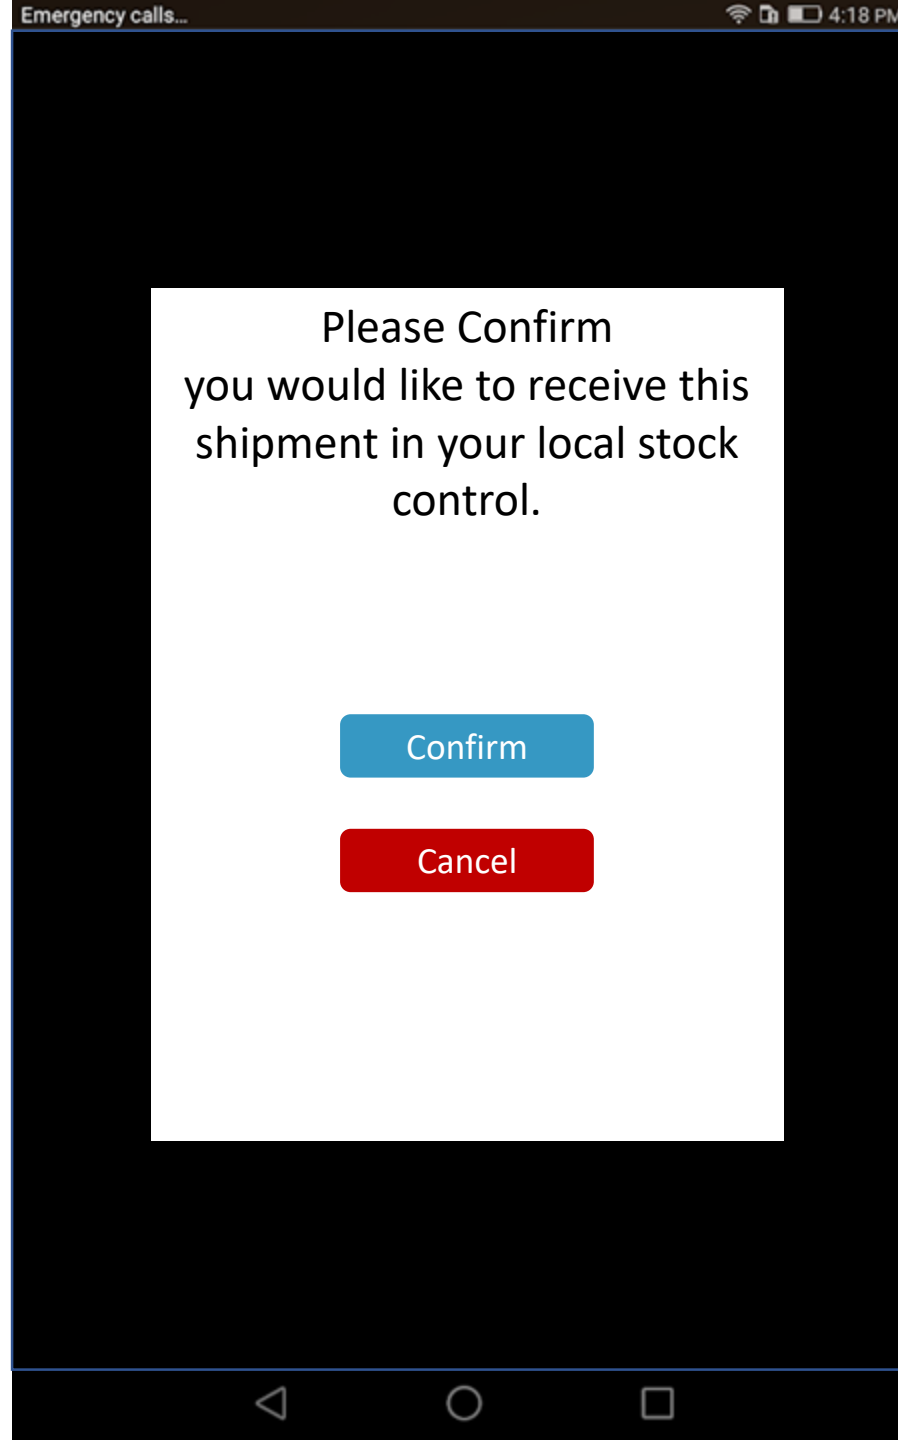 Emergency calls...
4:18 PM
Please Confirm
you would like to receive this
shipment in your local stock
control.
Confirm
Cancel